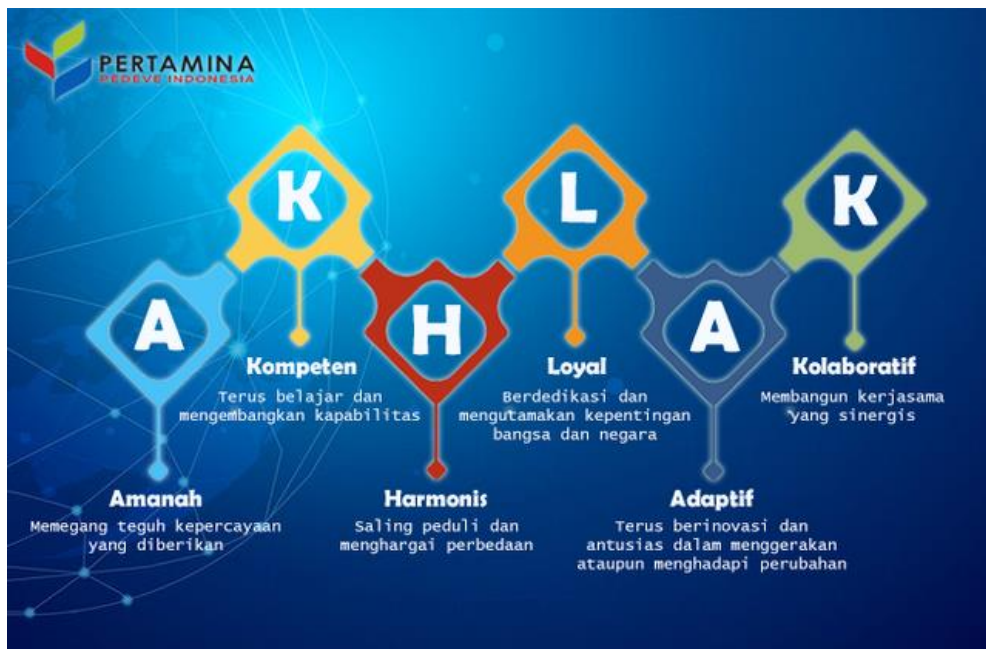 PERTAMINA
PEDEVE INDONESIA
A
K
H
L
A
K
Amanah
Memegang teguh kepercayaan
yang diberikan
Kompeten
Terus belajar dan
mengembangkan kapabilitas
Harmonis
Saling peduli dan
menghargai perbedaan
Loyal
Berdedikasi dan
mengutamakan kepentingan
bangsa dan negara
Adaptif
Terus berinovasi dan
antusias dalam menggerakan
ataupun menghadapi perubahan
Kolaboratif
Membangun kerjasama
yang sinergis